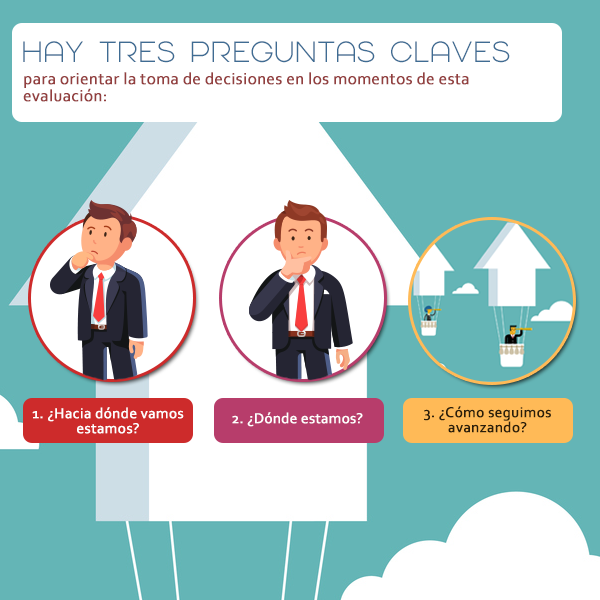 HAY TRES PREGUNTAS CLAVES
para orientar la toma de decisiones en los momentos de esta
evaluación:
1. ¿Hacia dónde vamos
estamos?
2. ¿Dónde estamos?
3. ¿Cómo seguimos
avanzando?